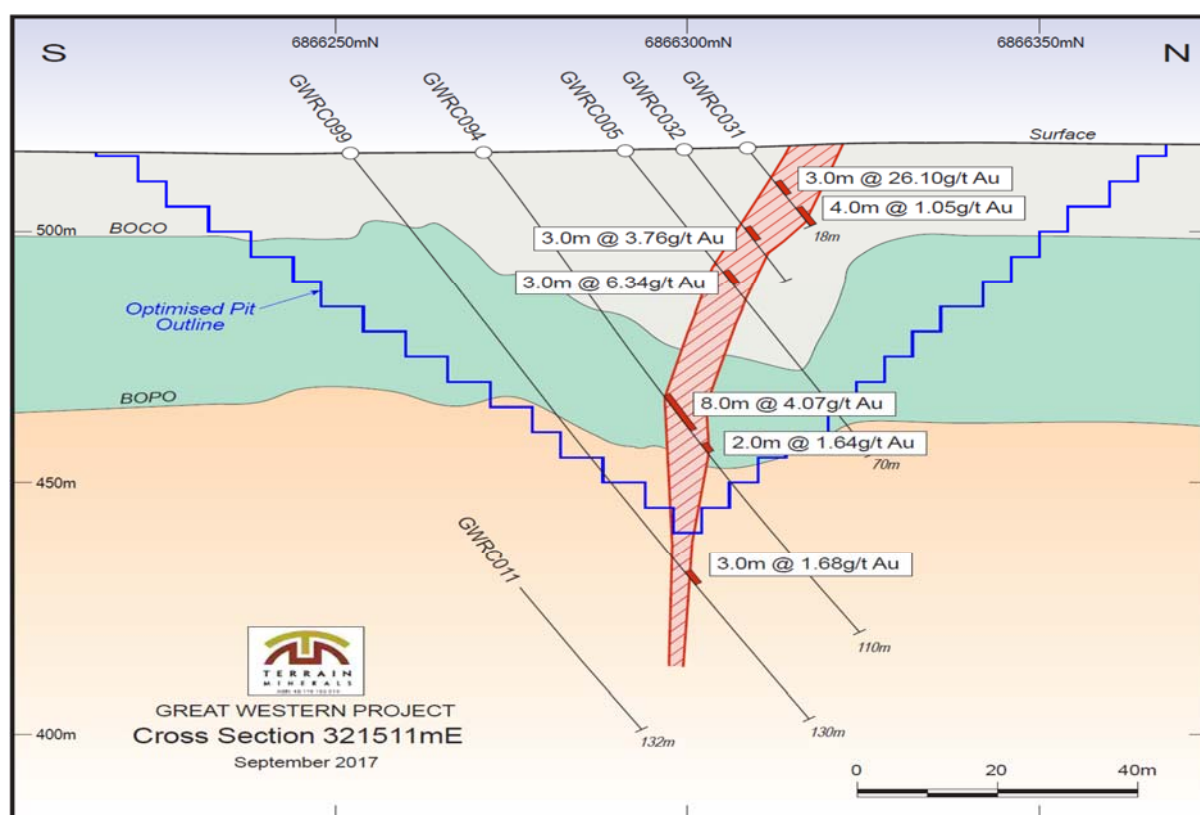 S
6866250mN
6866300mN
6866350mN
N
GWRC099
GWRC094
GWRC005
GWRC032
GWRC031
Surface
3.0m @ 26.10g/t Au
4.0m @ 1.05g/t Au
500m
BOCO
3.0m @ 3.76g/t Au
18m
3.0m @ 6.34g/t Au
Optimised Pit
Outline
BOPO
8.0m @ 4.07g/t Au
2.0m @ 1.64g/t Au
70m
450m
GWRC011
3.0m @ 1.68g/t Au
110m
TERRAIN
MINERALS
GREAT WESTERN PROJECT
Cross Section 321511mE
September 2017
400m
132m
130m
0
20
40m